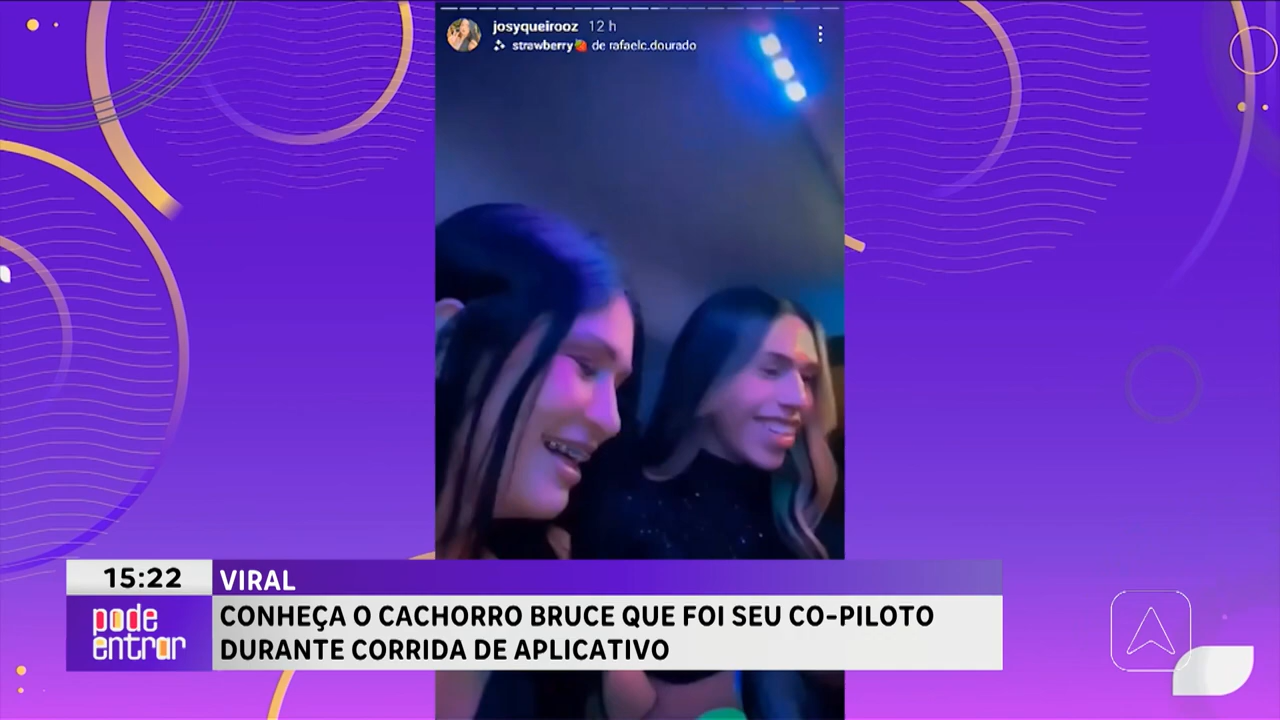 josyqueirooz 12 h
strawberry🍓 de rafaelc.dourado
15:22
VIRAL
pode
entrar
CONHEÇA O CACHORRO BRUCE QUE FOI SEU CO-PILOTO
DURANTE CORRIDA DE APLICATIVO